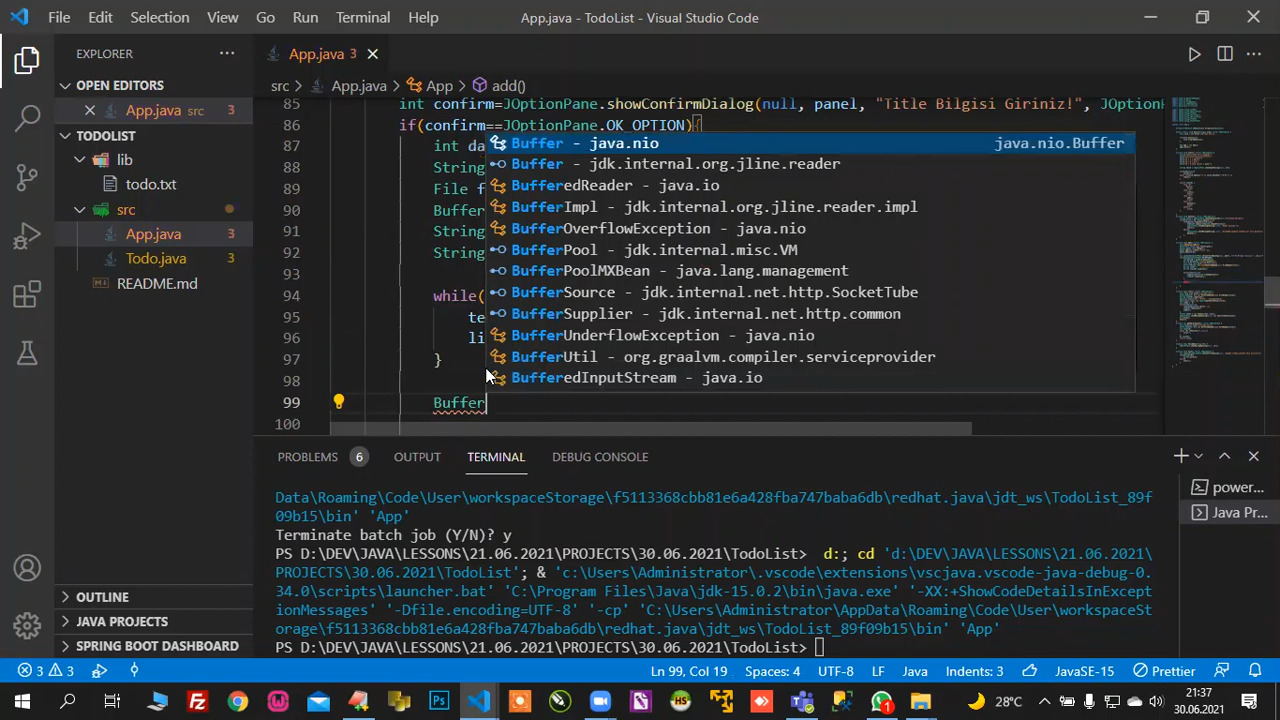 File Edit Selection View Go Run Terminal Help App.java - TodoList - Visual Studio Code
EXPLORER
App.java 3
OPEN EDITORS
App.java src 3
src > App.java > App > add()
TODOLIST
lib
todo.txt
src
App.java 3
Todo.java 2
README.md
85 int confirm=JOptionPane.showConfirmDialog(null, panel, "Title Bilgisi Giriniz!", JOptionP
86 if(confirm==JOptionPane.OK_OPTION){
87 int
88 String
89 File f
90 Buffer
91 String
92 String
93
94 while(
95 te
96 li
97 }
98
99 Buffer
100
Buffer - java.nio java.nio.Buffer
Buffer - jdk.internal.org.jline.reader
BufferedReader - java.io
BufferImpl - jdk.internal.org.jline.reader.impl
BufferOverflowException - java.nio
BufferPool - jdk.internal.misc.VM
BufferPoolMXBean - java.lang.management
BufferSource - jdk.internal.net.http.SocketTube
BufferSupplier - jdk.internal.net.http.common
BufferUnderflowException - java.nio
BufferUtil - org.graalvm.compiler.serviceprovider
BufferedInputStream - java.io
PROBLEMS 6 OUTPUT TERMINAL DEBUG CONSOLE
power...
Java Pr...
Data\Roaming\Code\User\workspaceStorage\f5113368cbb81e6a428fba747baba6db\redhat.java\jdt_ws\TodoList_89f
09b15\bin' 'App'
Terminate batch job (Y/N)? y
PS D:\DEV\JAVA\LESSONS\21.06.2021\PROJECTS\30.06.2021\TodoList> d:; cd 'd:\DEV\JAVA\LESSONS\21.06.2021\
PROJECTS\30.06.2021\TodoList'; & 'c:\Users\Administrator\.vscode\extensions\vscjava.vscode-java-debug-0.
34.0\scripts\launcher.bat' 'C:\Program Files\Java\jdk-15.0.2\bin\java.exe' '-XX:+ShowCodeDetailsInExcept
ionMessages' '-Dfile.encoding=UTF-8' '-cp' 'C:\Users\Administrator\AppData\Roaming\Code\User\workspaceSt
orage\f5113368cbb81e6a428fba747baba6db\redhat.java\jdt_ws\TodoList_89f09b15\bin' 'App'
PS D:\DEV\JAVA\LESSONS\21.06.2021\PROJECTS\30.06.2021\TodoList>
OUTLINE
JAVA PROJECTS
SPRING BOOT DASHBOARD
3 3 Ln 99, Col 19 Spaces: 4 UTF-8 LF Java Indents: 3 JavaSE-15 Prettier
28°C 21:37
30.06.2021